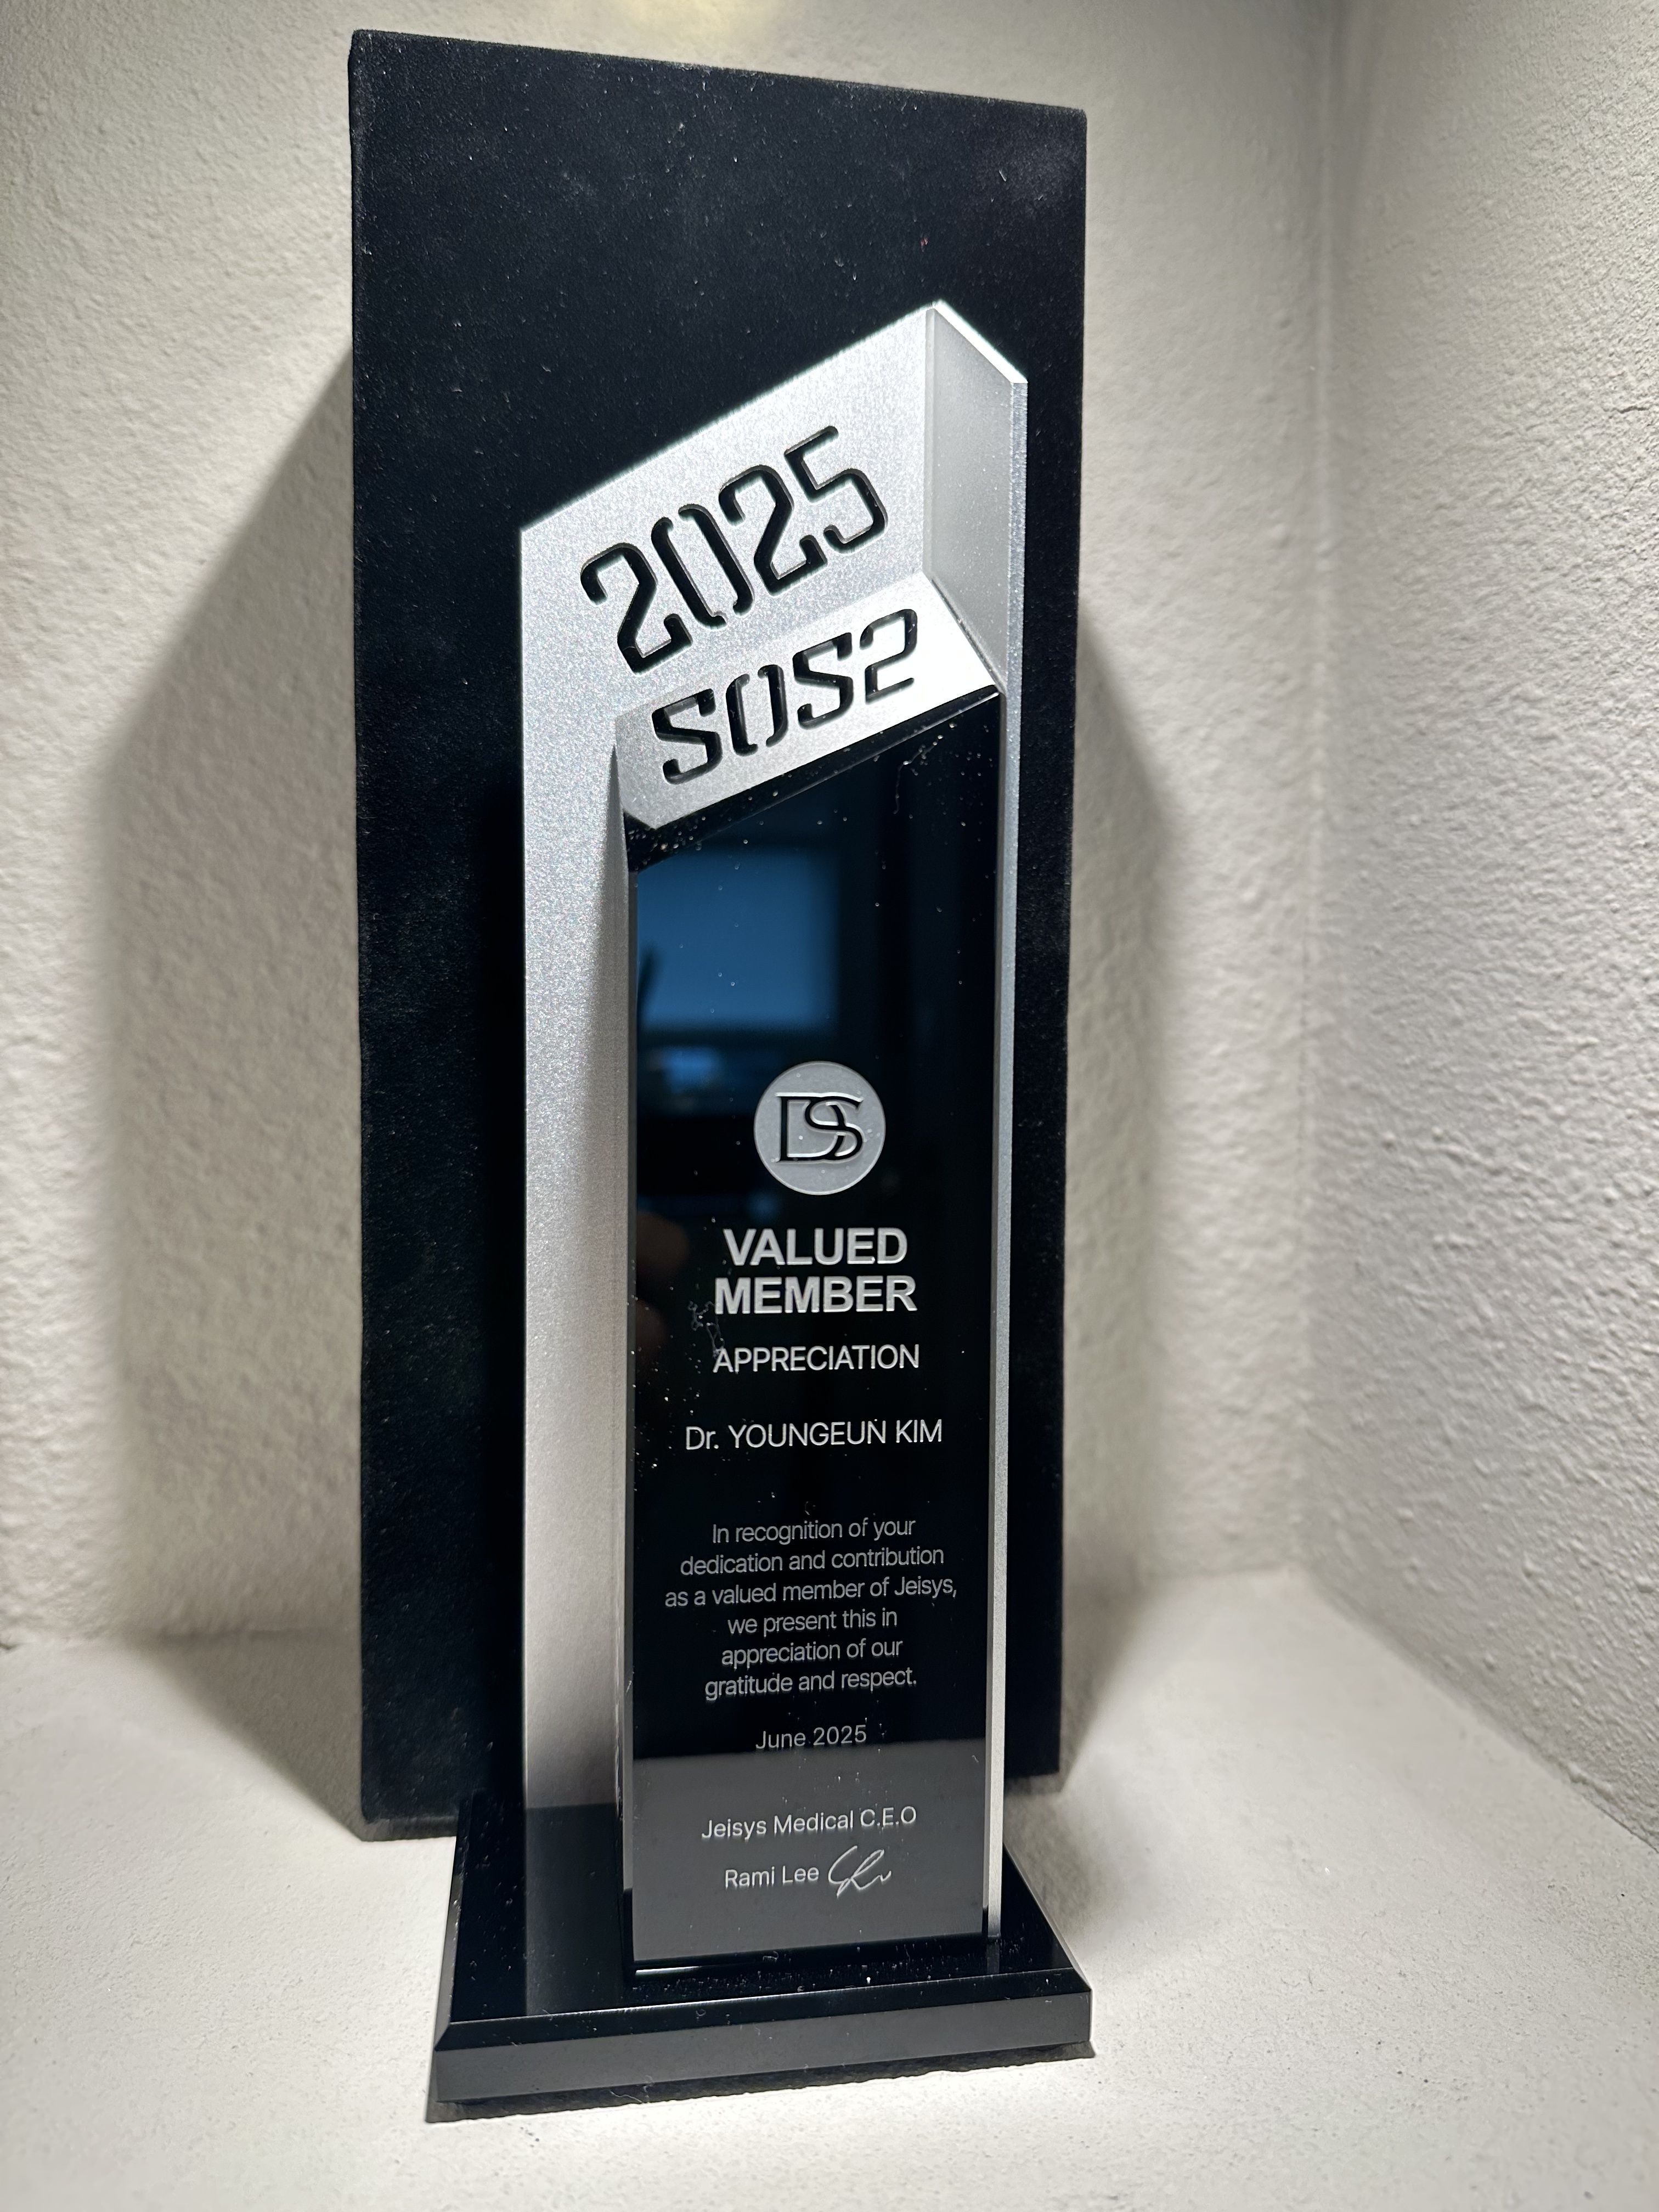 2025
DS
VALUED
MEMBER
APPRECIATION
Dr. YOUNGEUN KIM
In recognition of your
dedication and contribution
as a valued member of Jeisys,
we present this in
appreciation of our
gratitude and respect.
June 2025
Jeisys Medical C.E.O
Rami Lee